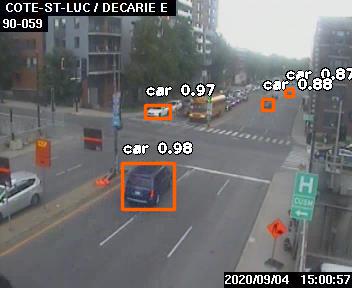 COTE-ST-LUC / DECARIE E
90-059
car 0.97
car 0.87
car 0.88
car 0.98
H
CUSM
2020/09/04 15:00:57